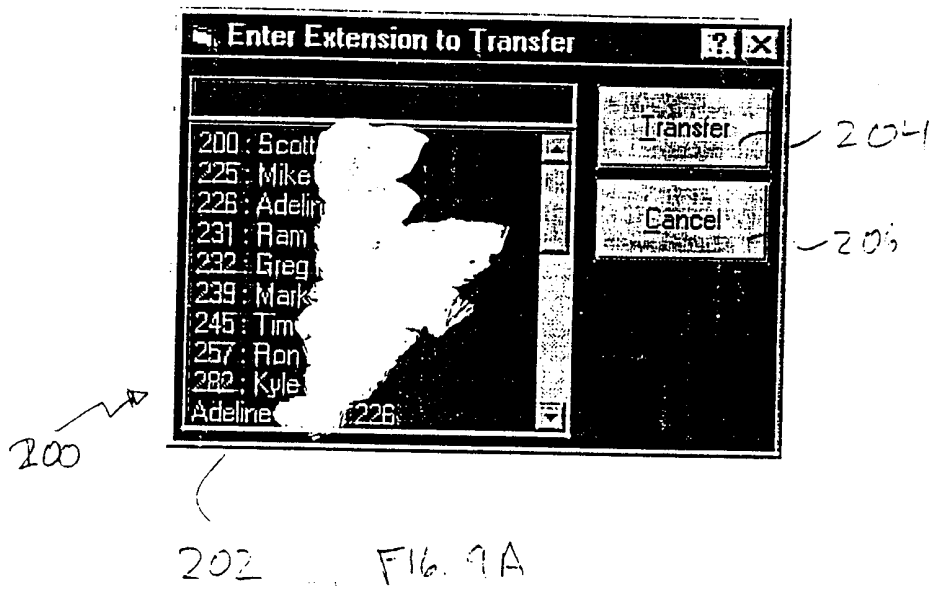 Enter Extension to Transfer
Transfer
204
200 : Scott
225 : Mike
226 : Adelin
Cancel
206
231 : Ram
232 : Greg
239 : Mark
245 : Tim
257 : Ron
282 : Kyle
Adeline 226
200
202
FIG. 9A